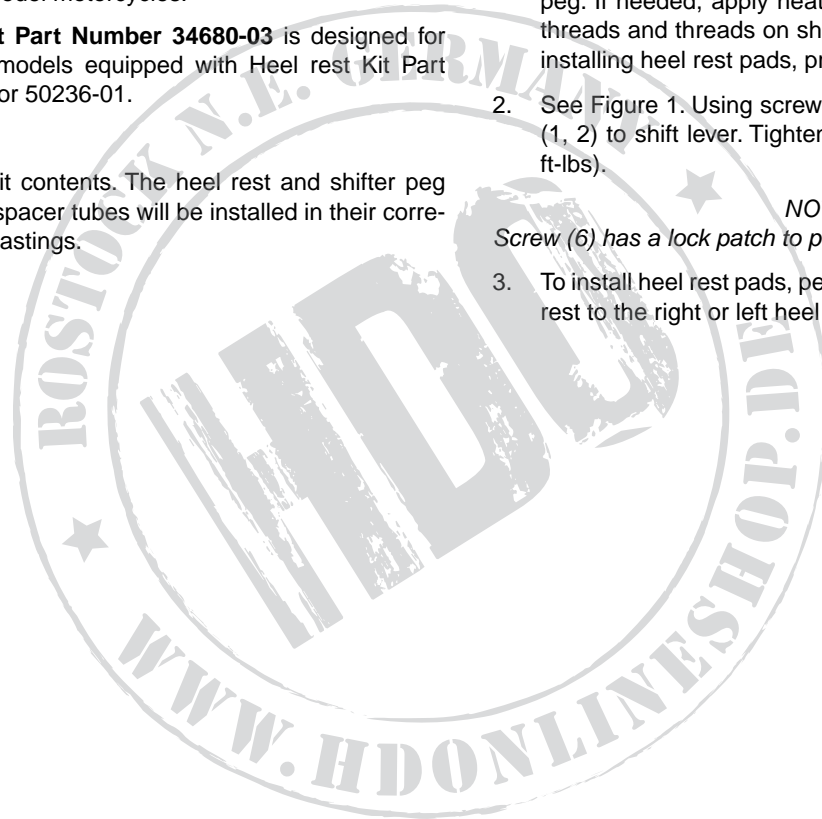 odel motorcycles.
t Part Number 34680-03 is designed for
models equipped with Heel rest Kit Part
or 50236-01.
it contents. The heel rest and shifter peg
spacer tubes will be installed in their corre-
astings.
peg. If needed, apply heat
threads and threads on sh
installing heel rest pads, pr
2. See Figure 1. Using screw
(1, 2) to shift lever. Tighten
ft-lbs).
NO
Screw (6) has a lock patch to p
3. To install heel rest pads, pe
rest to the right or left heel
ROSTOCK N.E. GERMANY
HDO
WWW.HDONLINESHOP.DE